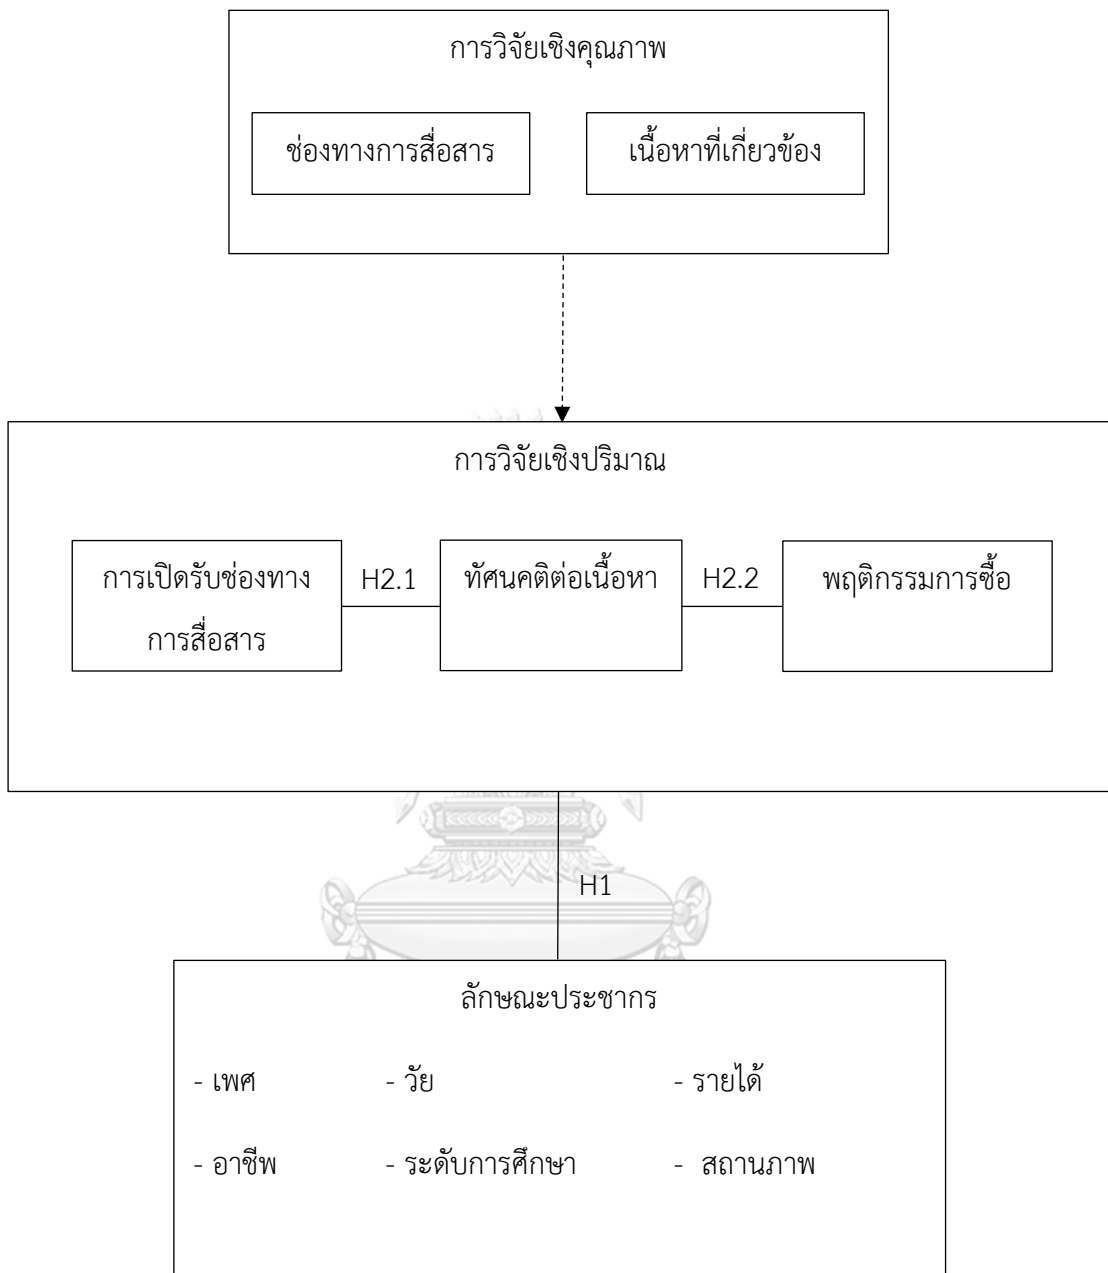 การวิจัยเชิงคุณภาพ
ช่องทางการสื่อสาร
เนื้อหาที่เกี่ยวข้อง
การวิจัยเชิงปริมาณ
การเปิดรับช่องทาง
การสื่อสาร
H2.1
ทัศนคติต่อเนื้อหา
H2.2
พฤติกรรมการซื้อ
H1
ลักษณะประชากร
- เพศ - วัย - รายได้
- อาชีพ - ระดับการศึกษา - สถานภาพ